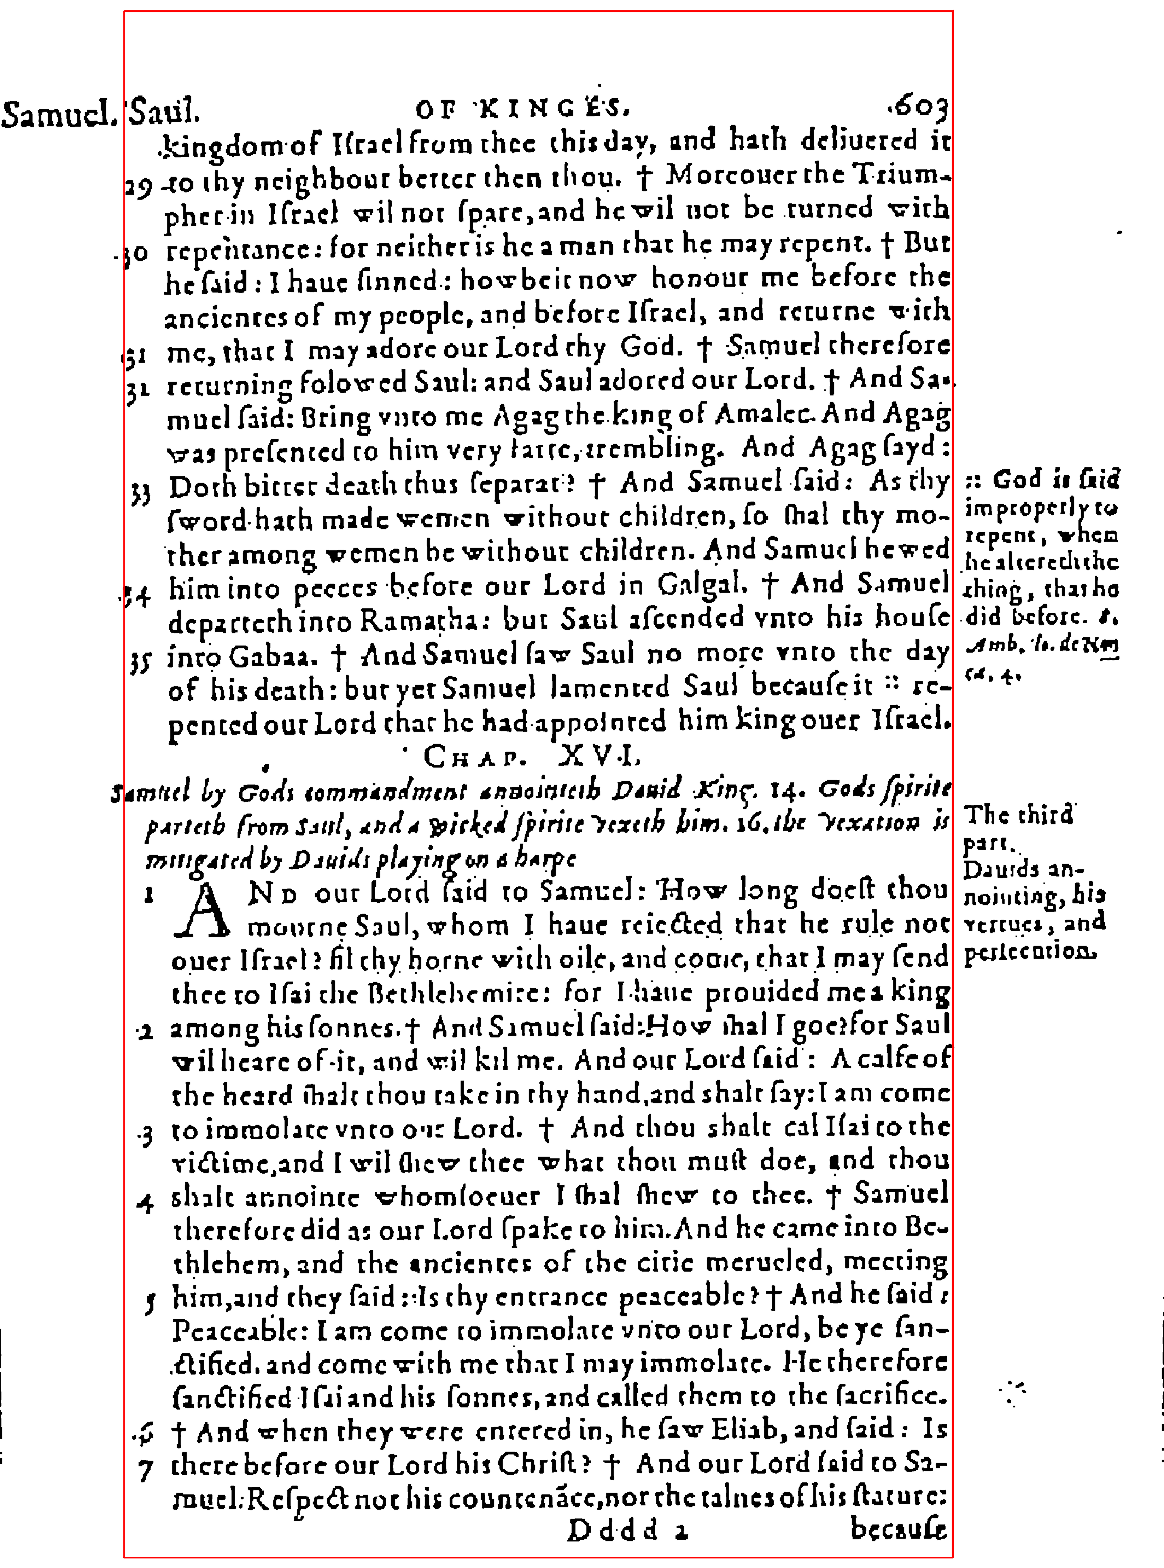 Samuel. Saul. OF KINGES. 603
kingdom of Iſrael from thee this day, and hath deliuered it
29 to thy neighbour better then thou. † Moreouer the Trium-
pher in Iſrael wil not ſpare, and he wil not be turned with
30 repentance: for neither is he a man that he may repent. † But
he ſaid: I haue ſinned: howbeit now honour me before the
ancientes of my people, and before Iſrael, and returne with
31 me, that I may adore our Lord thy God. † Samuel therefore
31 returning folowed Saul: and Saul adored our Lord. † And Sa-
muel ſaid: Bring vnto me Agag the king of Amalec. And Agag
was preſented to him very fatte, trembling. And Agag ſayd:
33 Doth bitter death thus ſeparat? † And Samuel ſaid: As thy
ſword hath made wemen without children, ſo ſhal thy mo-
ther among wemen be without children. And Samuel hewed
34 him into peeces before our Lord in Galgal. † And Samuel
departeth into Ramatha: but Saul aſcended vnto his houſe
35 into Gabaa. † And Samuel ſaw Saul no more vnto the day
of his death: but yet Samuel lamented Saul becauſe it :: re-
pented our Lord that he had appointed him king ouer Iſrael.
:: God is ſaid
improperly to
repent, when
he altereth the
thing, that he
did before. S.
Amb. li. de Noe
ca. 4.
CHAP. XVI.
Samuel by Gods commandment annointeth Dauid King. 14. Gods ſpirite
parteth from Saul, and a wicked ſpirite vexeth him. 16. the vexation is
mitigated by Dauids playing on a harpe
The third
part.
Dauids an-
nointing, his
vertues, and
perſecution.
1 AND our Lord ſaid to Samuel: How long doeſt thou
mourne Saul, whom I haue reiected that he rule not
ouer Iſrael? fil thy horne with oile, and come, that I may ſend
thee to Iſai the Bethlehemite: for I haue prouided me a king
2 among his ſonnes. † And Samuel ſaid: How ſhal I goe? for Saul
wil heare of it, and wil kil me. And our Lord ſaid: A calfe of
the heard ſhalt thou take in thy hand, and shalt ſay: I am come
3 to immolate vnto our Lord. † And thou shalt cal Iſai to the
victime, and I wil ſhew thee what thou muſt doe, and thou
4 shalt annointe whomſoeuer I ſhal ſhew to thee. † Samuel
therefore did as our Lord ſpake to him. And he came into Be-
thlehem, and the ancientes of the citie merueled, meeting
5 him, and they ſaid: Is thy entrance peaceable? † And he ſaid:
Peaceable: I am come to immolate vnto our Lord, be ye ſan-
ctified, and come with me that I may immolate. He therefore
ſanctified Iſai and his ſonnes, and called them to the ſacrifice.
6 † And when they were entered in, he ſaw Eliab, and ſaid: Is
7 there before our Lord his Chriſt? † And our Lord ſaid to Sa-
muel: Reſpect not his countenãce, nor the talnes of his ſtature:
Dddd 2 becauſe